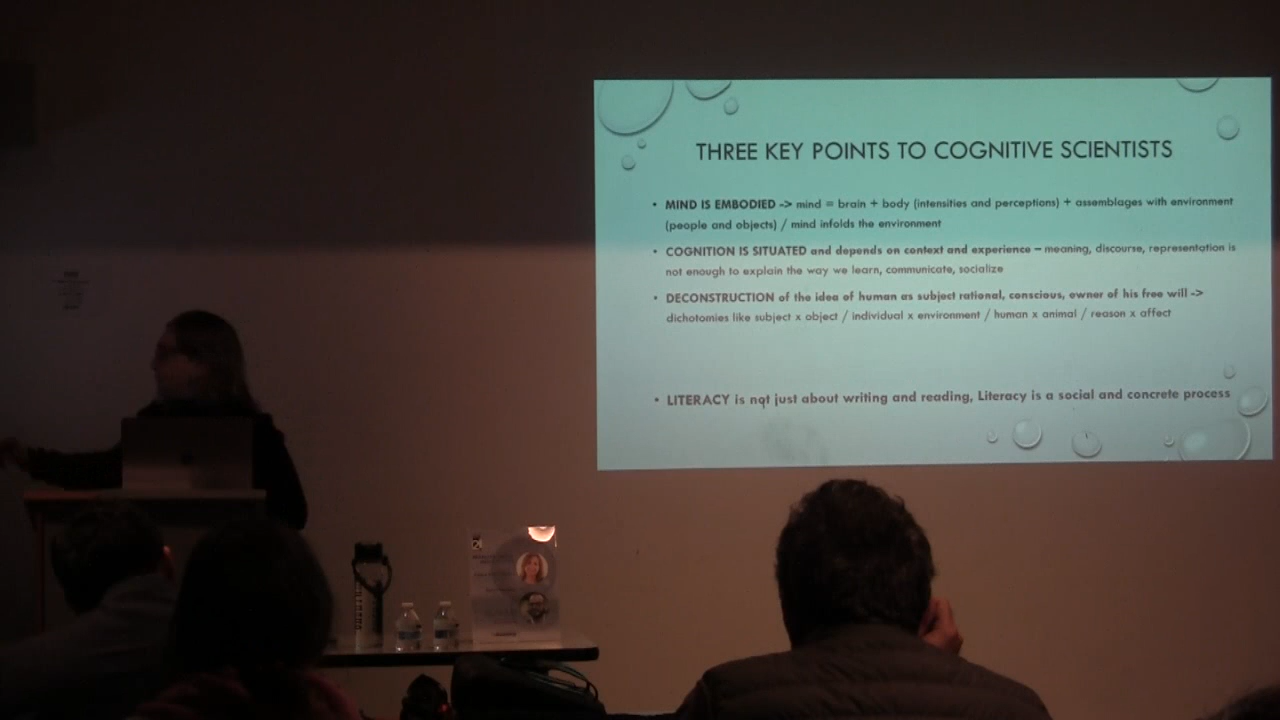 THREE KEY POINTS TO COGNITIVE SCIENTISTS
• MIND IS EMBODIED -> mind = brain + body (intensities and perceptions) + assemblages with environment
(people and objects) / mind infolds the environment
• COGNITION IS SITUATED and depends on context and experience – meaning, discourse, representation is
not enough to explain the way we learn, communicate, socialize
• DECONSTRUCTION of the idea of human as subject rational, conscious, owner of his free will ->
dichotomies like subject x object / individual x environment / human x animal / reason x affect
• LITERACY is not just about writing and reading, Literacy is a social and concrete process